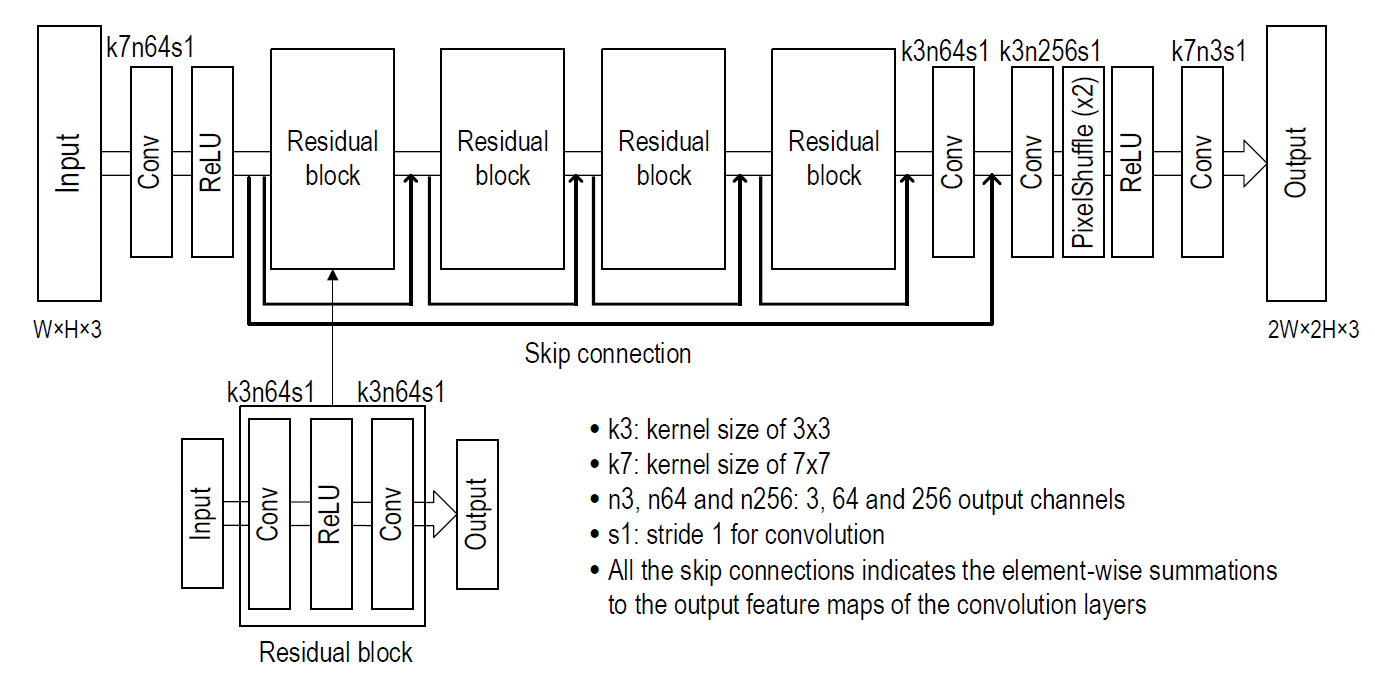 k7n64s1
k3n64s1
k3n256s1
k7n3s1
Input
Conv
ReLU
Residual
block
Residual
block
Residual
block
Residual
block
Conv
Conv
PixelShuffle (x2)
ReLU
Conv
Output
W×H×3
2W×2H×3
Skip connection
k3n64s1
k3n64s1
Input
Conv
ReLU
Conv
Output
Residual block
• k3: kernel size of 3x3
• k7: kernel size of 7x7
• n3, n64 and n256: 3, 64 and 256 output channels
• s1: stride 1 for convolution
• All the skip connections indicates the element-wise summations
to the output feature maps of the convolution layers